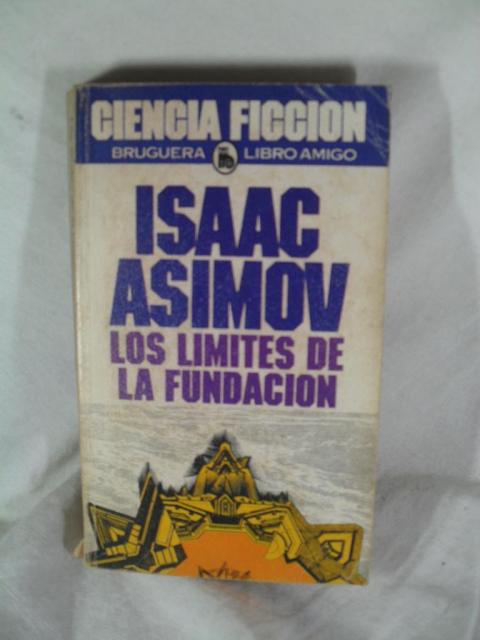 CIENCIA FICCION
BRUGUERA LIBRO AMIGO
ISAAC
ASIMOV
LOS LIMITES DE
LA FUNDACION